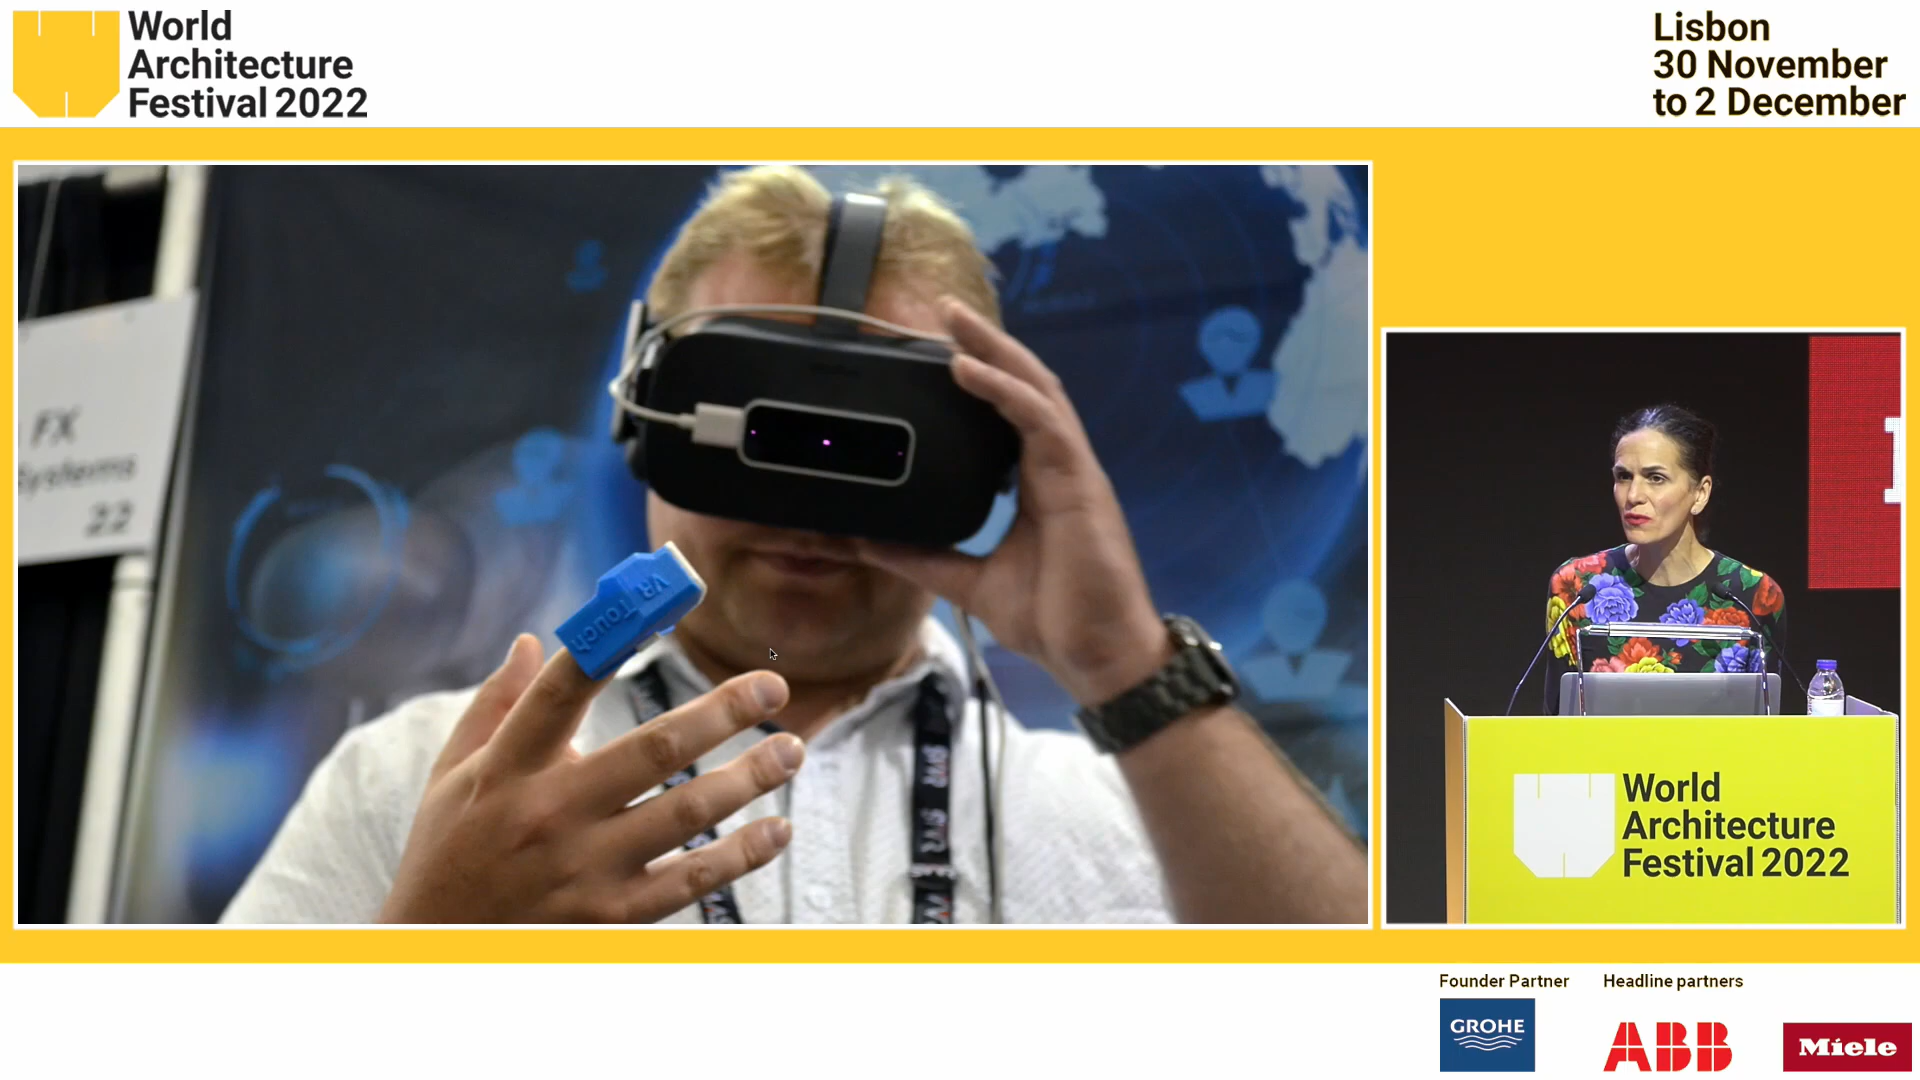 World
Architecture
Festival 2022
Lisbon
30 November
to 2 December
FX
Systems
22
VR Touch
World
Architecture
Festival 2022
Founder Partner
Headline partners
GROHE
ABB
Miele